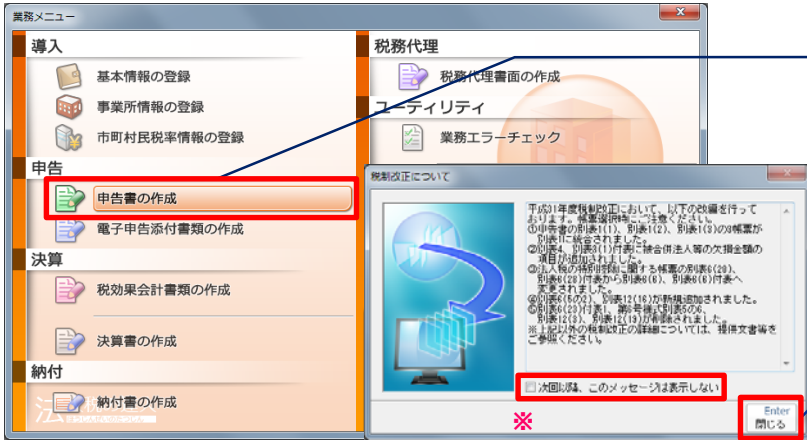 業務メニュー
導入
基本情報の登録
事業所情報の登録
市町村民税率情報の登録
申告
申告書の作成
電子申告添付書類の作成
決算
税効果会計書類の作成
決算書の作成
納付
納付書の作成
税務代理
税務代理書面の作成
ユーティリティ
業務エラーチェック
税制改正について
平成31年度税制改正において、以下の改編を行って
おります。帳票選択時にご注意ください。
①申告書の別表1(1)、別表1(2)、別表1(3)の3帳票が
別表1に統合されました。
②別表4、別表3(1)付表に被合併法人等の欠損金額の
項目が追加されました。
③法人税の特別控除に関する帳票の別表6(28)、
別表6(28)付表から別表6(6)、別表6(6)付表へ
変更されました。
④別表6(5の2)、別表12(16)が新規追加されました。
⑤別表6(23)付表1、第6号様式別表5の6、
別表12(3)、別表12(19)が削除されました。
※上記以外の税制改正の詳細については、提供文書等を
ご参照ください。
次回以降、このメッセージは表示しない
※
Enter
閉じる